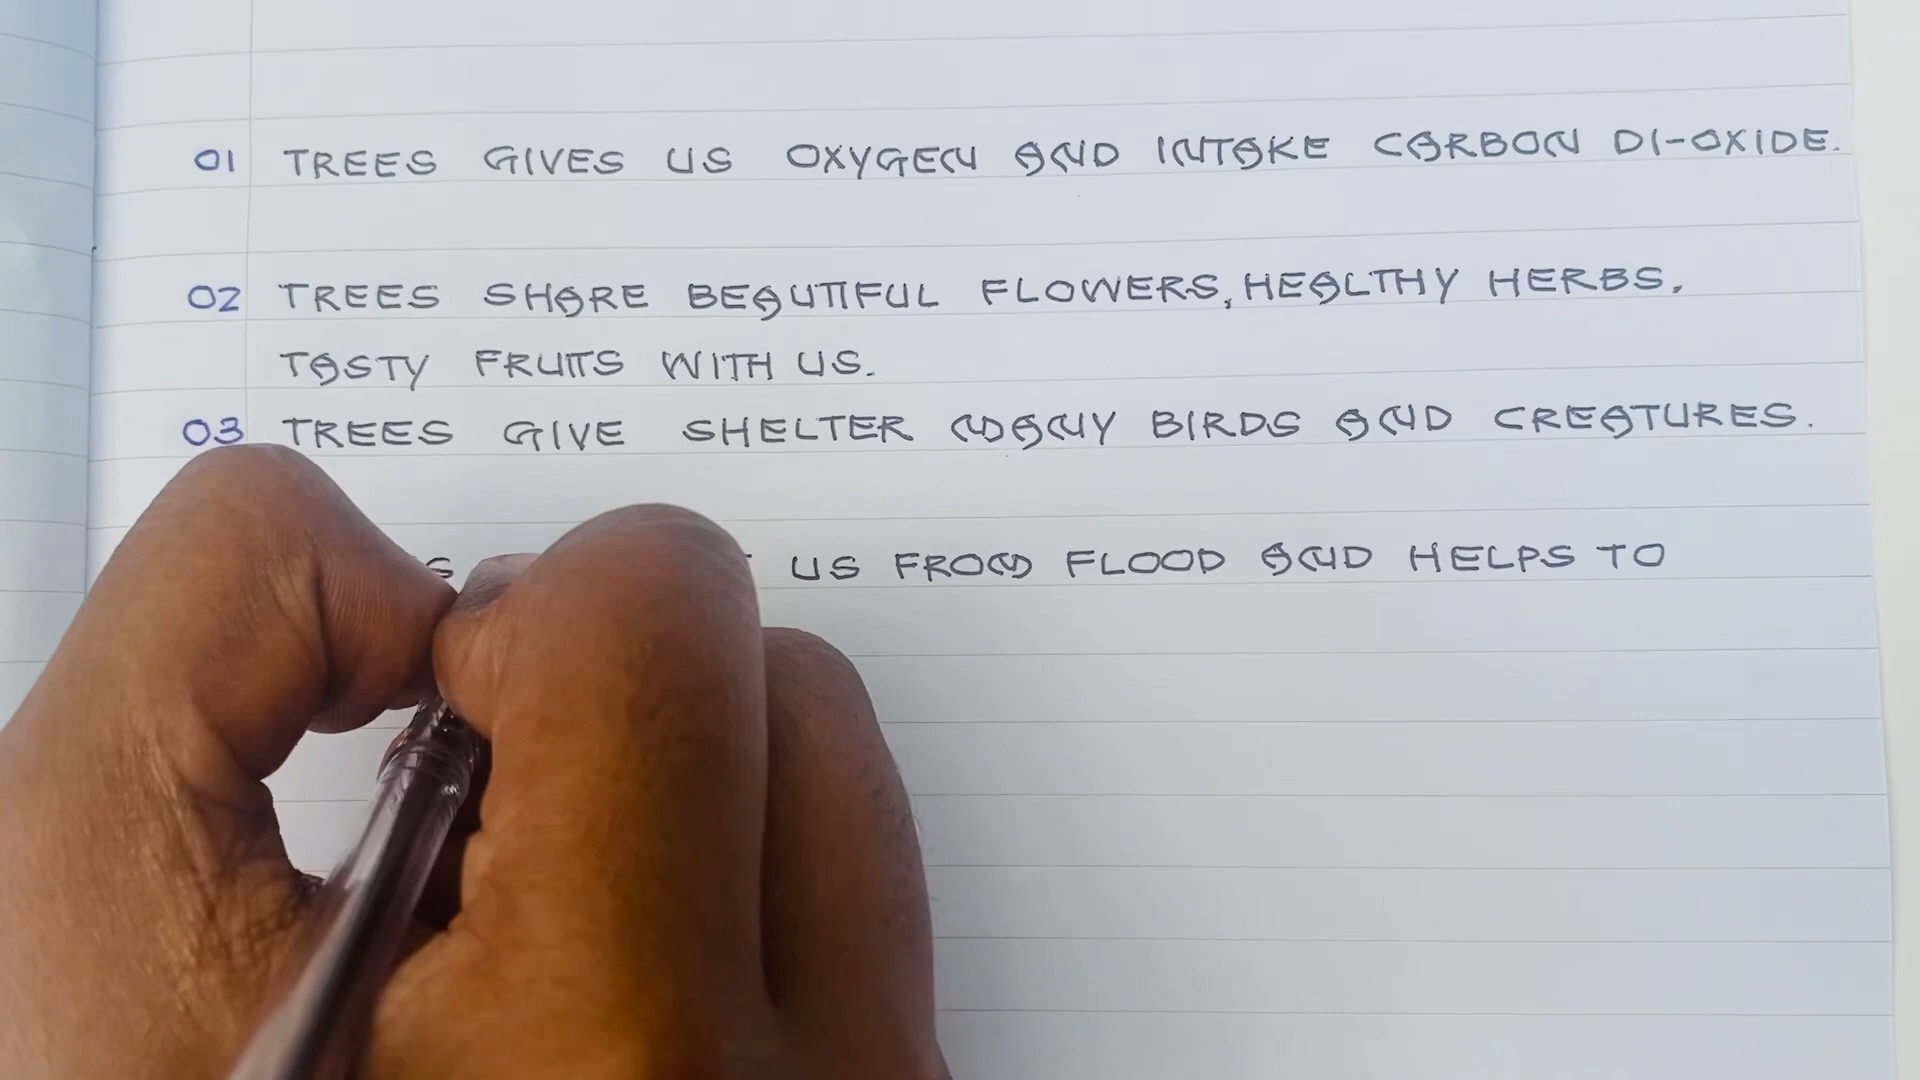 01 TREES GIVES US OXYGEN AND INTAKE CARBON DI-OXIDE.
02 TREES SHARE BEAUTIFUL FLOWERS, HEALTHY HERBS,
TASTY FRUITS WITH US.
03 TREES GIVE SHELTER MANY BIRDS AND CREATURES.
US FROM FLOOD AND HELPS TO